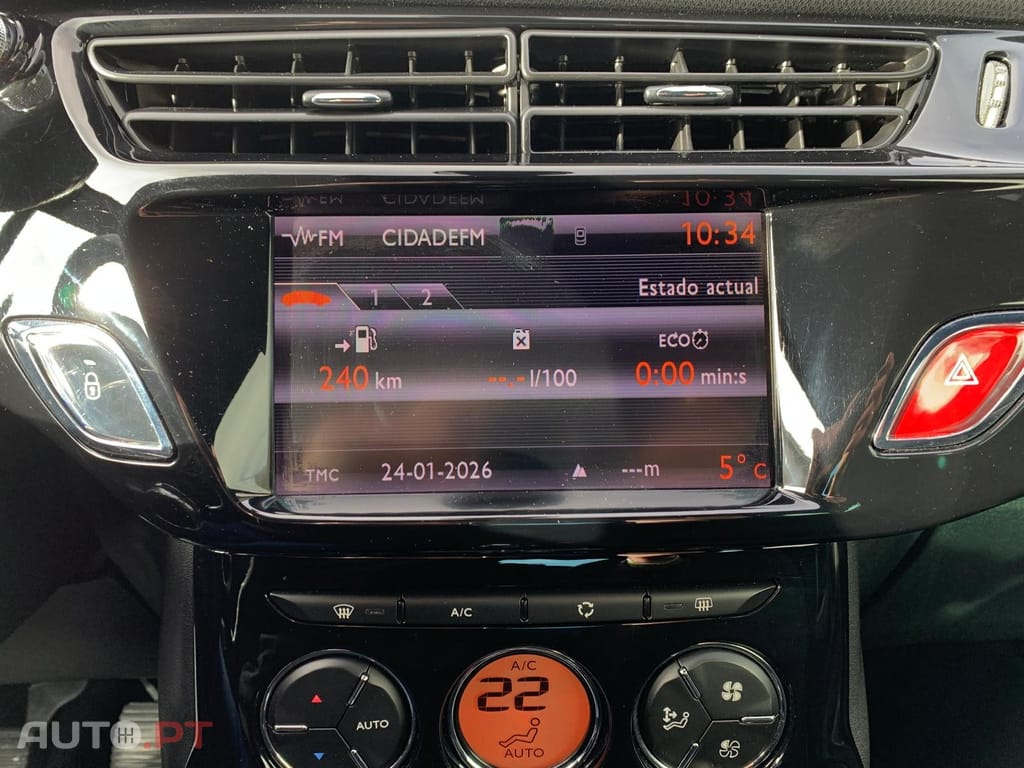 FM CIDADEFM 10:34
1 2 Estado actual
ECO
240 km --.- l/100 0:00 min:s
TMC 24-01-2026 ---m 5°C
A/C
A/C
22
AUTO
AUTO
AUTO.PT